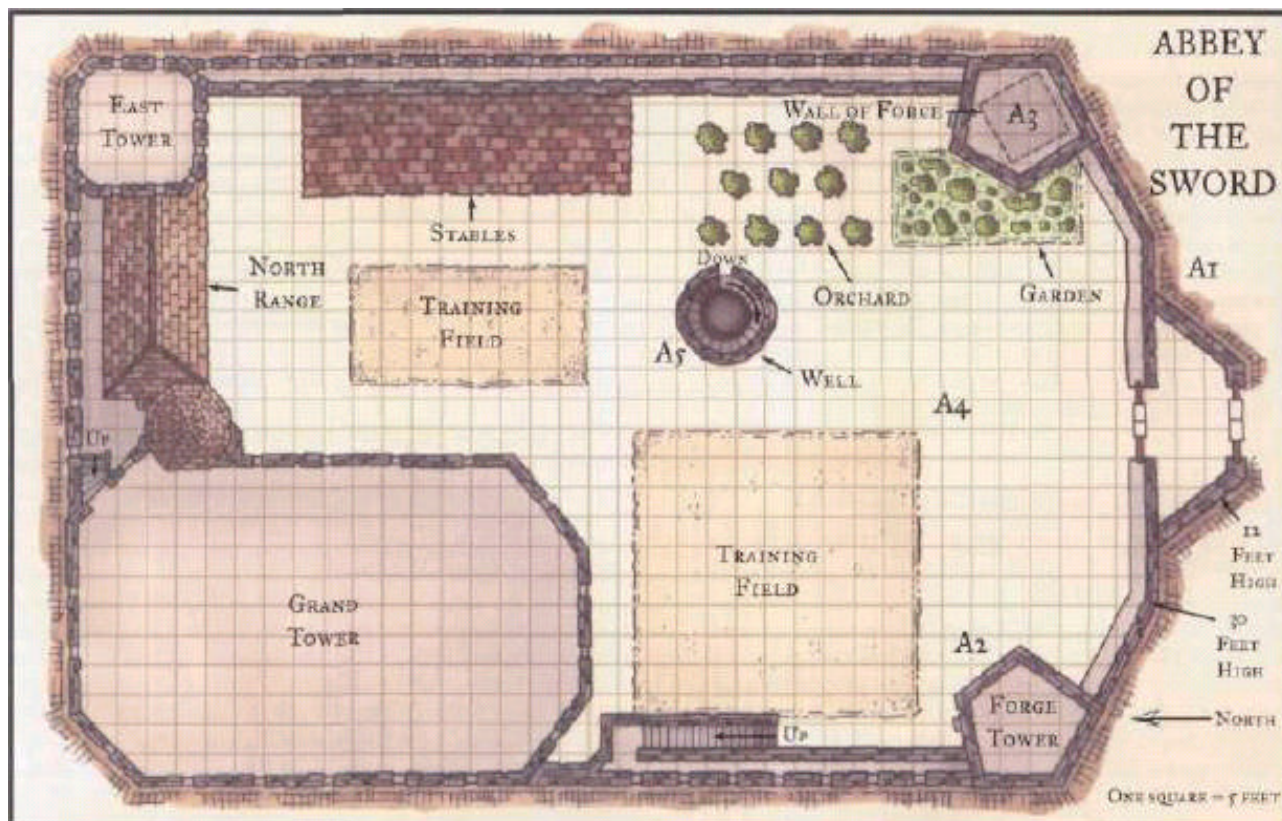 ABBEY
OF
THE
SWORD
EAST
TOWER
WALL OF FORCE
A3
STABLES
NORTH
RANGE
TRAINING
FIELD
DOWN
ORCHARD
GARDEN
A1
A5
WELL
A4
UP
GRAND
TOWER
TRAINING
FIELD
12
FEET
HIGH
A2
30
FEET
HIGH
FORGE
TOWER
NORTH
UP
ONE SQUARE = 5 FEET